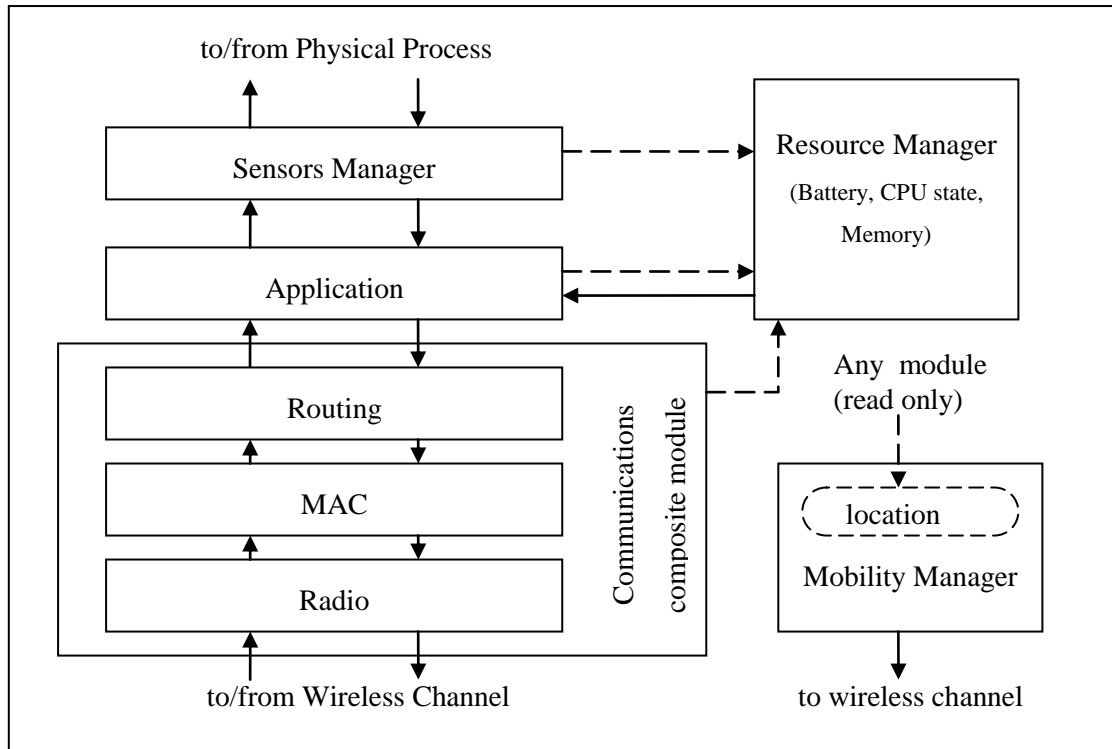 to/from Physical Process
Sensors Manager
Resource Manager
(Battery, CPU state,
Memory)
Application
Any module
(read only)
Routing
MAC
Radio
Communications
composite module
location
Mobility Manager
to/from Wireless Channel
to wireless channel